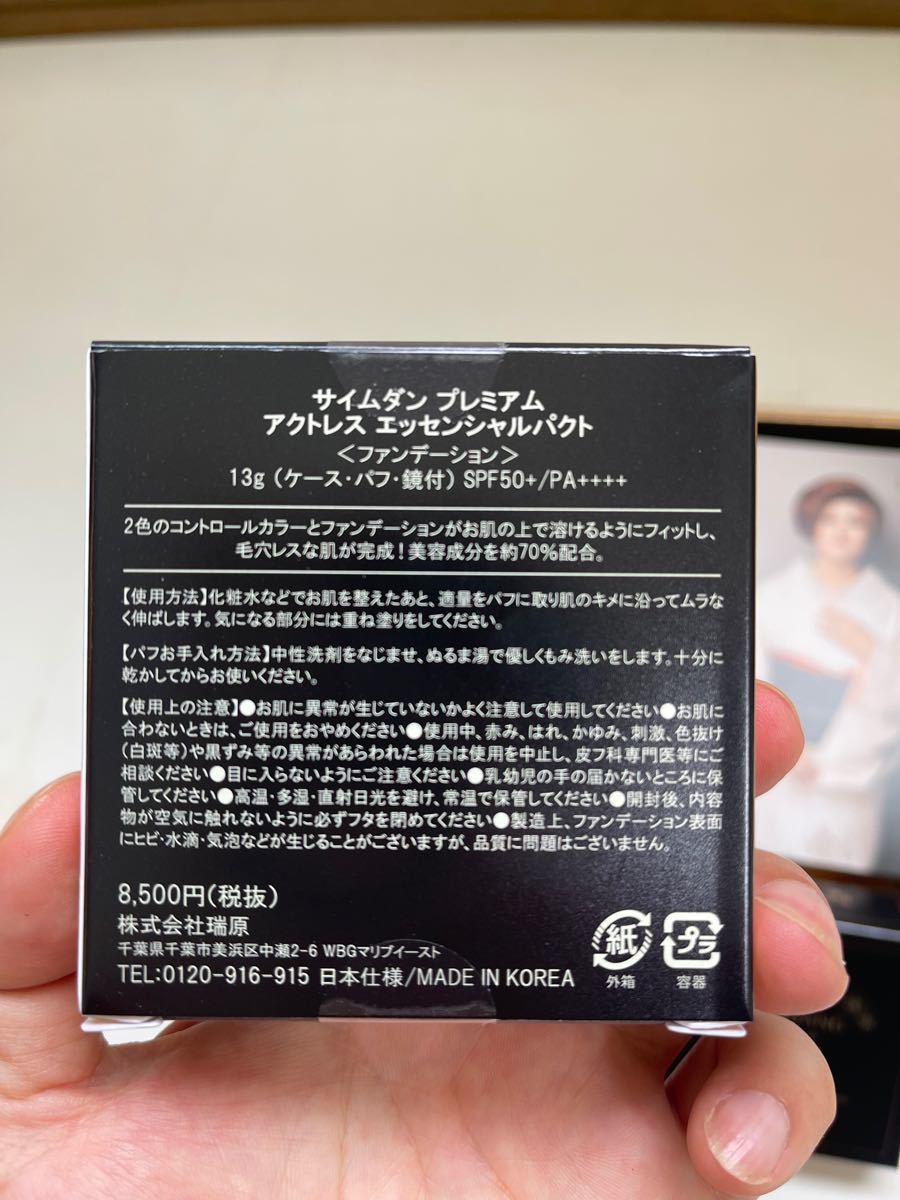 サイムダン プレミアム
アクトレス エッセンシャルパクト
<ファンデーション>
13g (ケース・パフ・鏡付) SPF50+/PA++++
2色のコントロールカラーとファンデーションがお肌の上で溶けるようにフィットし、
毛穴レスな肌が完成！美容成分を約70%配合。
【使用方法】化粧水などでお肌を整えたあと、適量をパフに取り肌のキメに沿ってムラな
く伸ばします。気になる部分には重ね塗りをしてください。
【パフお手入れ方法】中性洗剤をなじませ、ぬるま湯で優しくもみ洗いをします。十分に
乾かしてからお使いください。
【使用上の注意】●お肌に異常が生じていないかよく注意して使用してください●お肌に
合わないときは、ご使用をおやめください●使用中、赤み、はれ、かゆみ、刺激、色抜け
(白斑等)や黒ずみ等の異常があらわれた場合は使用を中止し、皮フ科専門医等にご
相談ください●目に入らないようにご注意ください●乳幼児の手の届かないところに保
管してください●高温・多湿・直射日光を避け、常温で保管してください●開封後、内容
物が空気に触れないように必ずフタを閉めてください●製造上、ファンデーション表面
にヒビ・水滴・気泡などが生じることがございますが、品質に問題はございません。
8,500円(税抜)
株式会社瑞原
千葉県千葉市美浜区中瀬2-6 WBGマリブイースト
TEL:0120-916-915 日本仕様/MADE IN KOREA
紙
外箱
プラ
容器